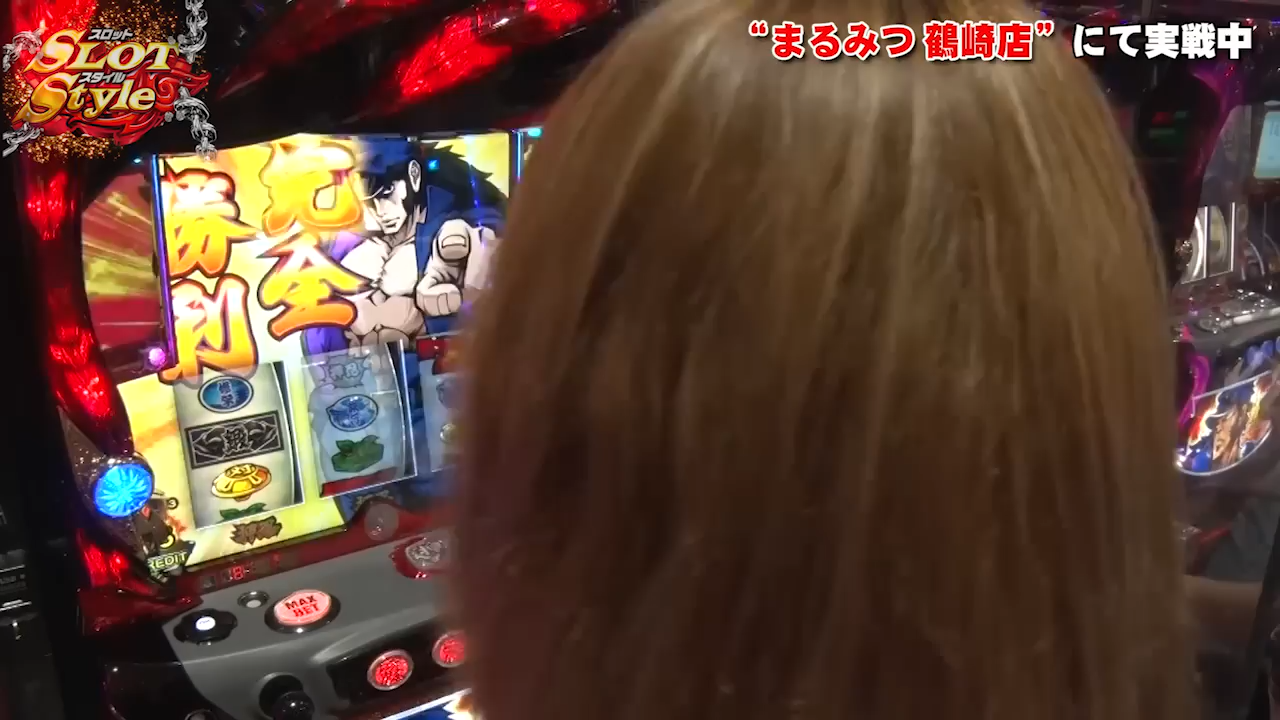 スロット
SLOT
スタイル
Style
“まるみつ 鶴崎店” にて実戦中
完全
勝利
CREDIT
MAX
BET